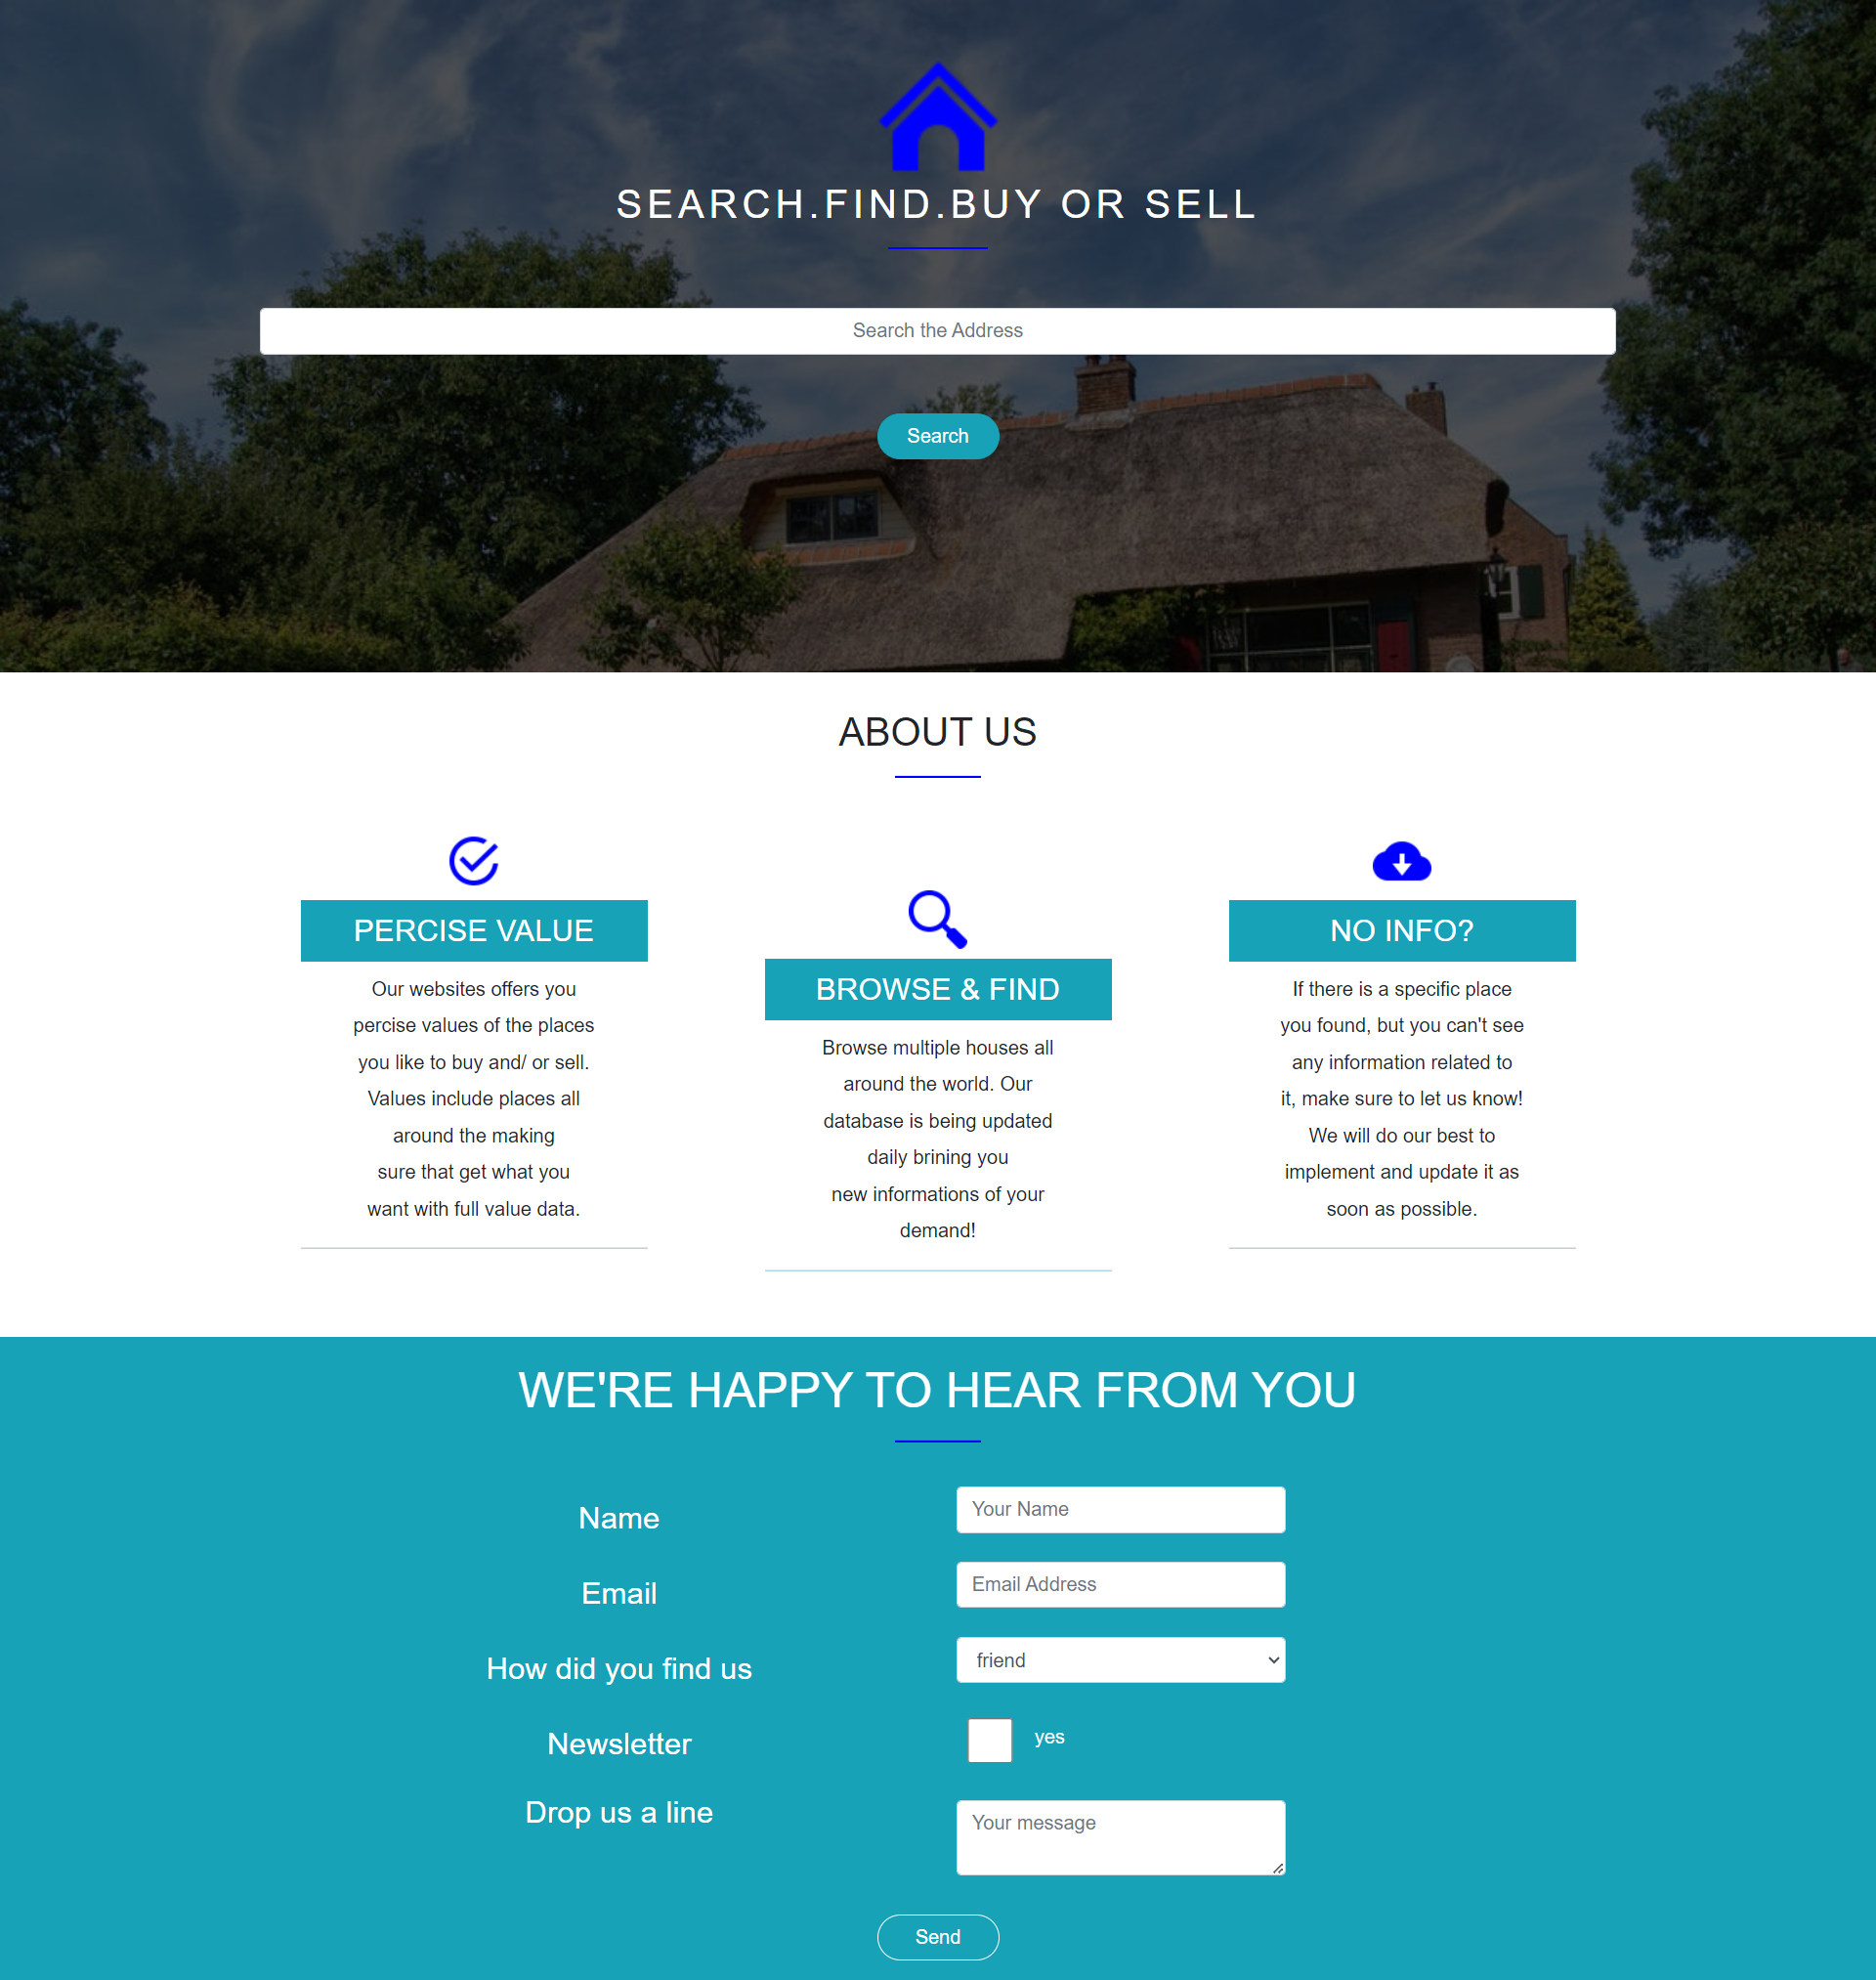 SEARCH.FIND.BUY OR SELL
Search the Address
Search
ABOUT US
PERCISE VALUE
Our websites offers you
percise values of the places
you like to buy and/ or sell.
Values include places all
around the making
sure that get what you
want with full value data.
BROWSE & FIND
Browse multiple houses all
around the world. Our
database is being updated
daily brining you
new informations of your
demand!
NO INFO?
If there is a specific place
you found, but you can't see
any information related to
it, make sure to let us know!
We will do our best to
implement and update it as
soon as possible.
WE'RE HAPPY TO HEAR FROM YOU
Name
Your Name
Email
Email Address
How did you find us
friend
Newsletter
yes
Drop us a line
Your message
Send